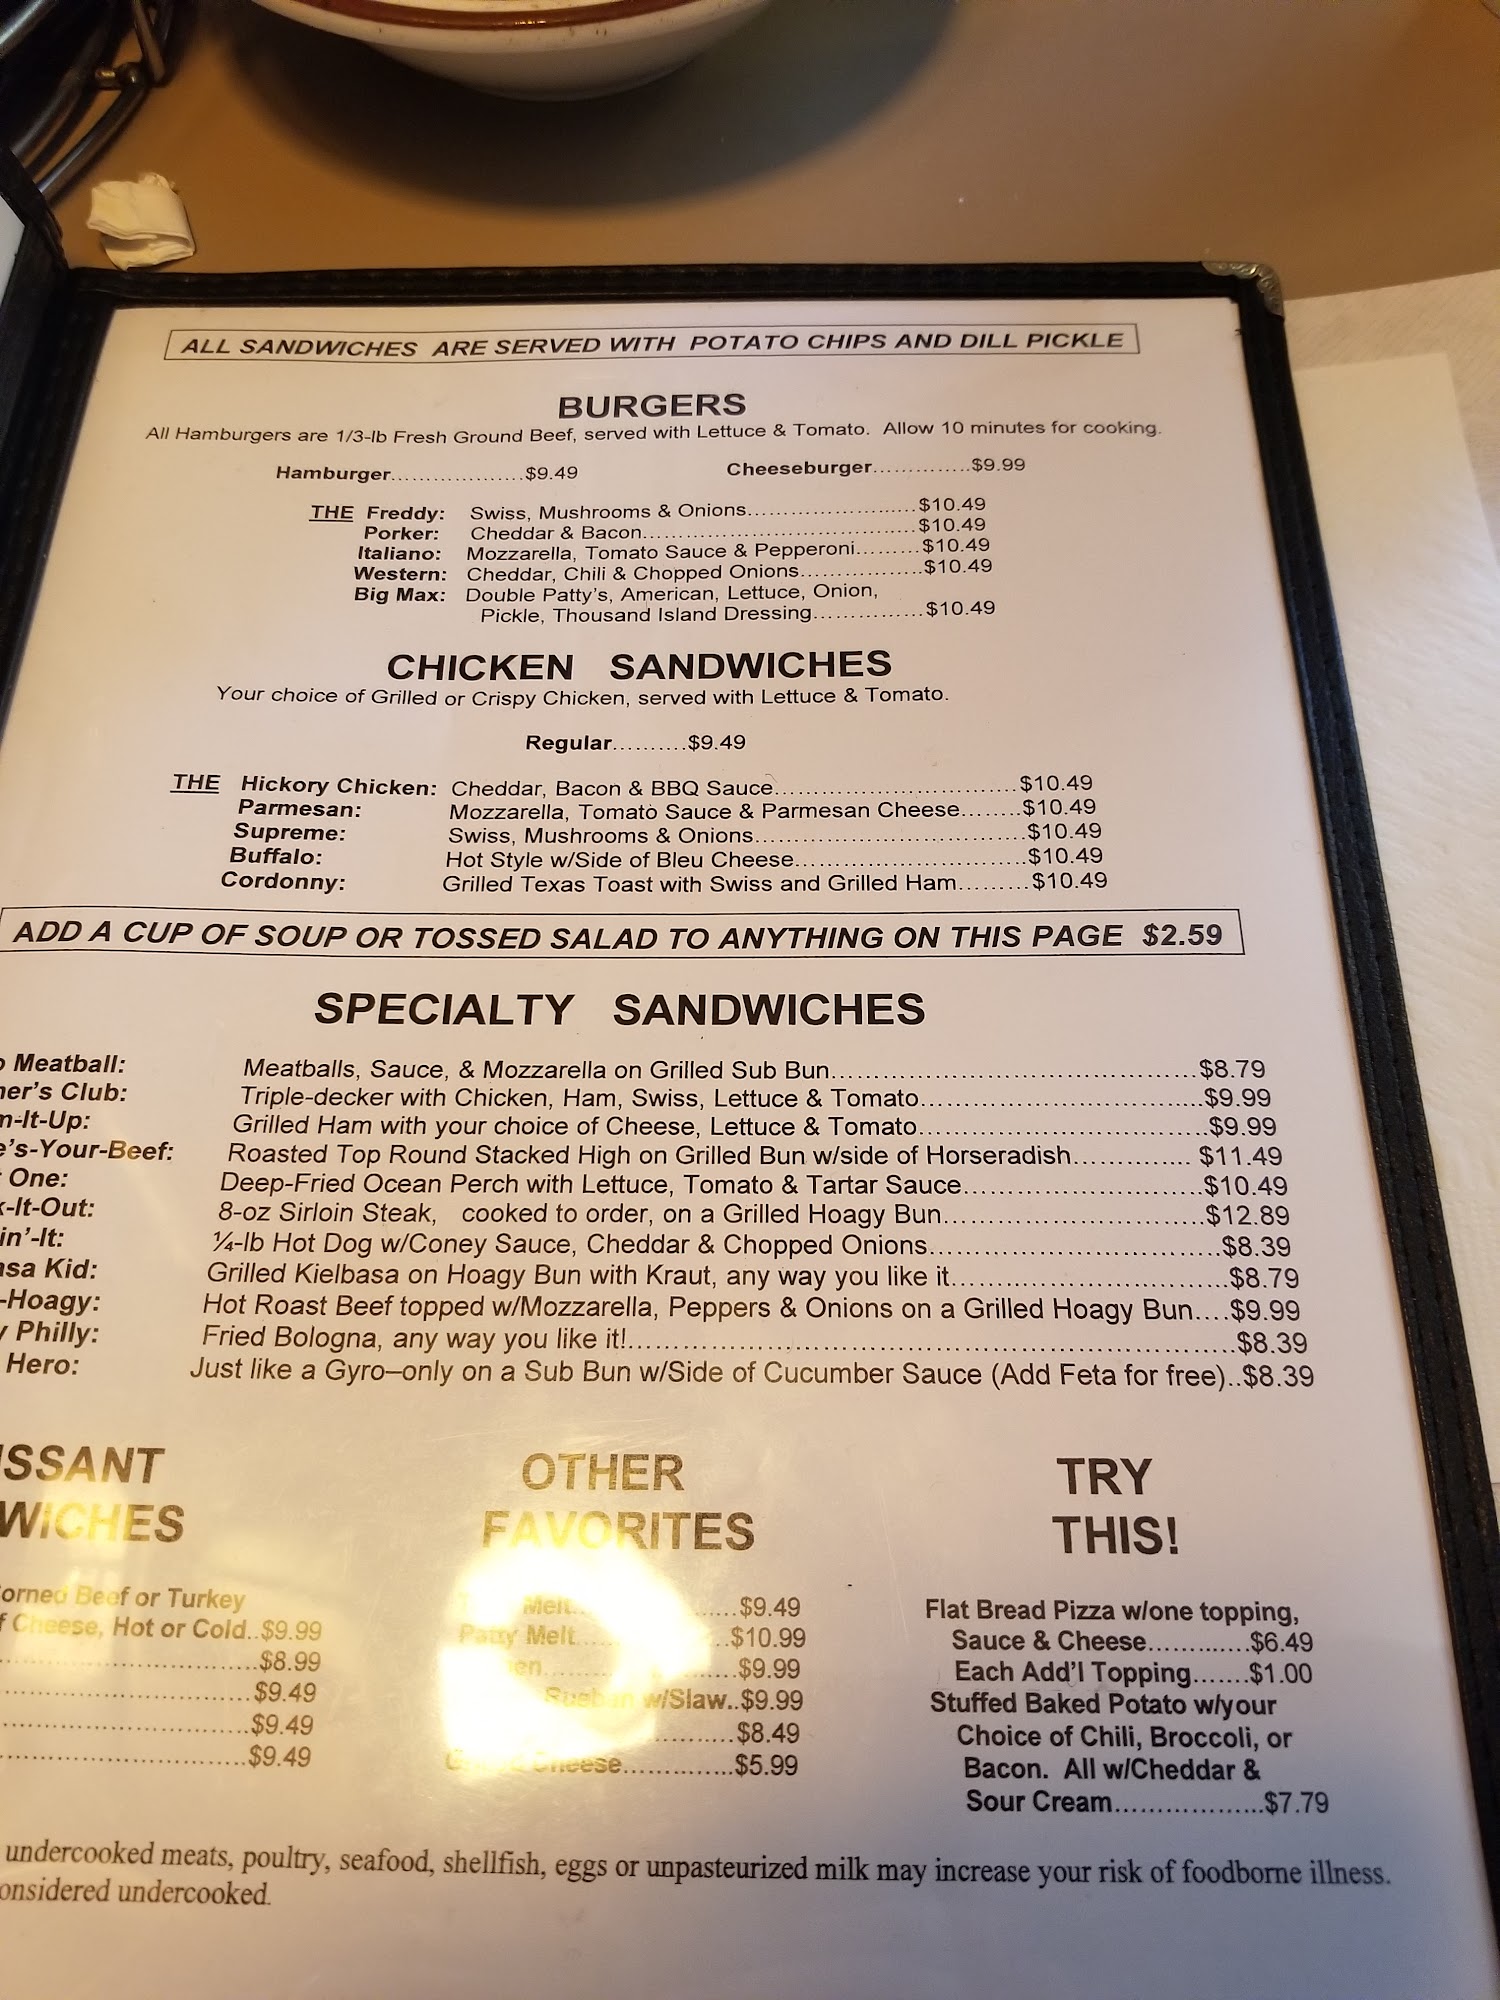 ALL SANDWICHES ARE SERVED WITH POTATO CHIPS AND DILL PICKLE
BURGERS
All Hamburgers are 1/3-lb Fresh Ground Beef, served with Lettuce & Tomato. Allow 10 minutes for cooking.
Hamburger....................$9.49 Cheeseburger.............$9.99
THE Freddy: Swiss, Mushrooms & Onions.........................$10.49
Porker: Cheddar & Bacon.........................................$10.49
Italiano: Mozzarella, Tomato Sauce & Pepperoni.........$10.49
Western: Cheddar, Chili & Chopped Onions.................$10.49
Big Max: Double Patty's, American, Lettuce, Onion,
Pickle, Thousand Island Dressing...............$10.49
CHICKEN SANDWICHES
Your choice of Grilled or Crispy Chicken, served with Lettuce & Tomato.
Regular..........$9.49
THE Hickory Chicken: Cheddar, Bacon & BBQ Sauce...................................$10.49
Parmesan: Mozzarella, Tomato Sauce & Parmesan Cheese........$10.49
Supreme: Swiss, Mushrooms & Onions.......................................$10.49
Buffalo: Hot Style w/Side of Bleu Cheese.................................$10.49
Cordonny: Grilled Texas Toast with Swiss and Grilled Ham.........$10.49
ADD A CUP OF SOUP OR TOSSED SALAD TO ANYTHING ON THIS PAGE $2.59
SPECIALTY SANDWICHES
Meatball: Meatballs, Sauce, & Mozzarella on Grilled Sub Bun...............................................$8.79
Club: Triple-decker with Chicken, Ham, Swiss, Lettuce & Tomato....................................$9.99
-It-Up: Grilled Ham with your choice of Cheese, Lettuce & Tomato.....................................$9.99
-Your-Beef: Roasted Top Round Stacked High on Grilled Bun w/side of Horseradish............... $11.49
One: Deep-Fried Ocean Perch with Lettuce, Tomato & Tartar Sauce..............................$10.49
-It-Out: 8-oz Sirloin Steak, cooked to order, on a Grilled Hoagy Bun.................................$12.89
in'-It: ¼-lb Hot Dog w/Coney Sauce, Cheddar & Chopped Onions.....................................$8.39
Kid: Grilled Kielbasa on Hoagy Bun with Kraut, any way you like it...................................$8.79
-Hoagy: Hot Roast Beef topped w/Mozzarella, Peppers & Onions on a Grilled Hoagy Bun....$9.99
Philly: Fried Bologna, any way you like it!..............................................................................$8.39
Hero: Just like a Gyro–only on a Sub Bun w/Side of Cucumber Sauce (Add Feta for free)..$8.39
ISSANT
WICHES
orned Beef or Turkey
f Cheese, Hot or Cold..$9.99
$8.99
$9.49
$9.49
$9.49
OTHER
FAVORITES
Melt..................$9.49
Patty Melt................$10.99
$9.99
w/Slaw..$9.99
$8.49
Cheese..............$5.99
TRY
THIS!
Flat Bread Pizza w/one topping,
Sauce & Cheese............$6.49
Each Add'l Topping.......$1.00
Stuffed Baked Potato w/your
Choice of Chili, Broccoli, or
Bacon. All w/Cheddar &
Sour Cream...................$7.79
undercooked meats, poultry, seafood, shellfish, eggs or unpasteurized milk may increase your risk of foodborne illness.
onsidered undercooked.